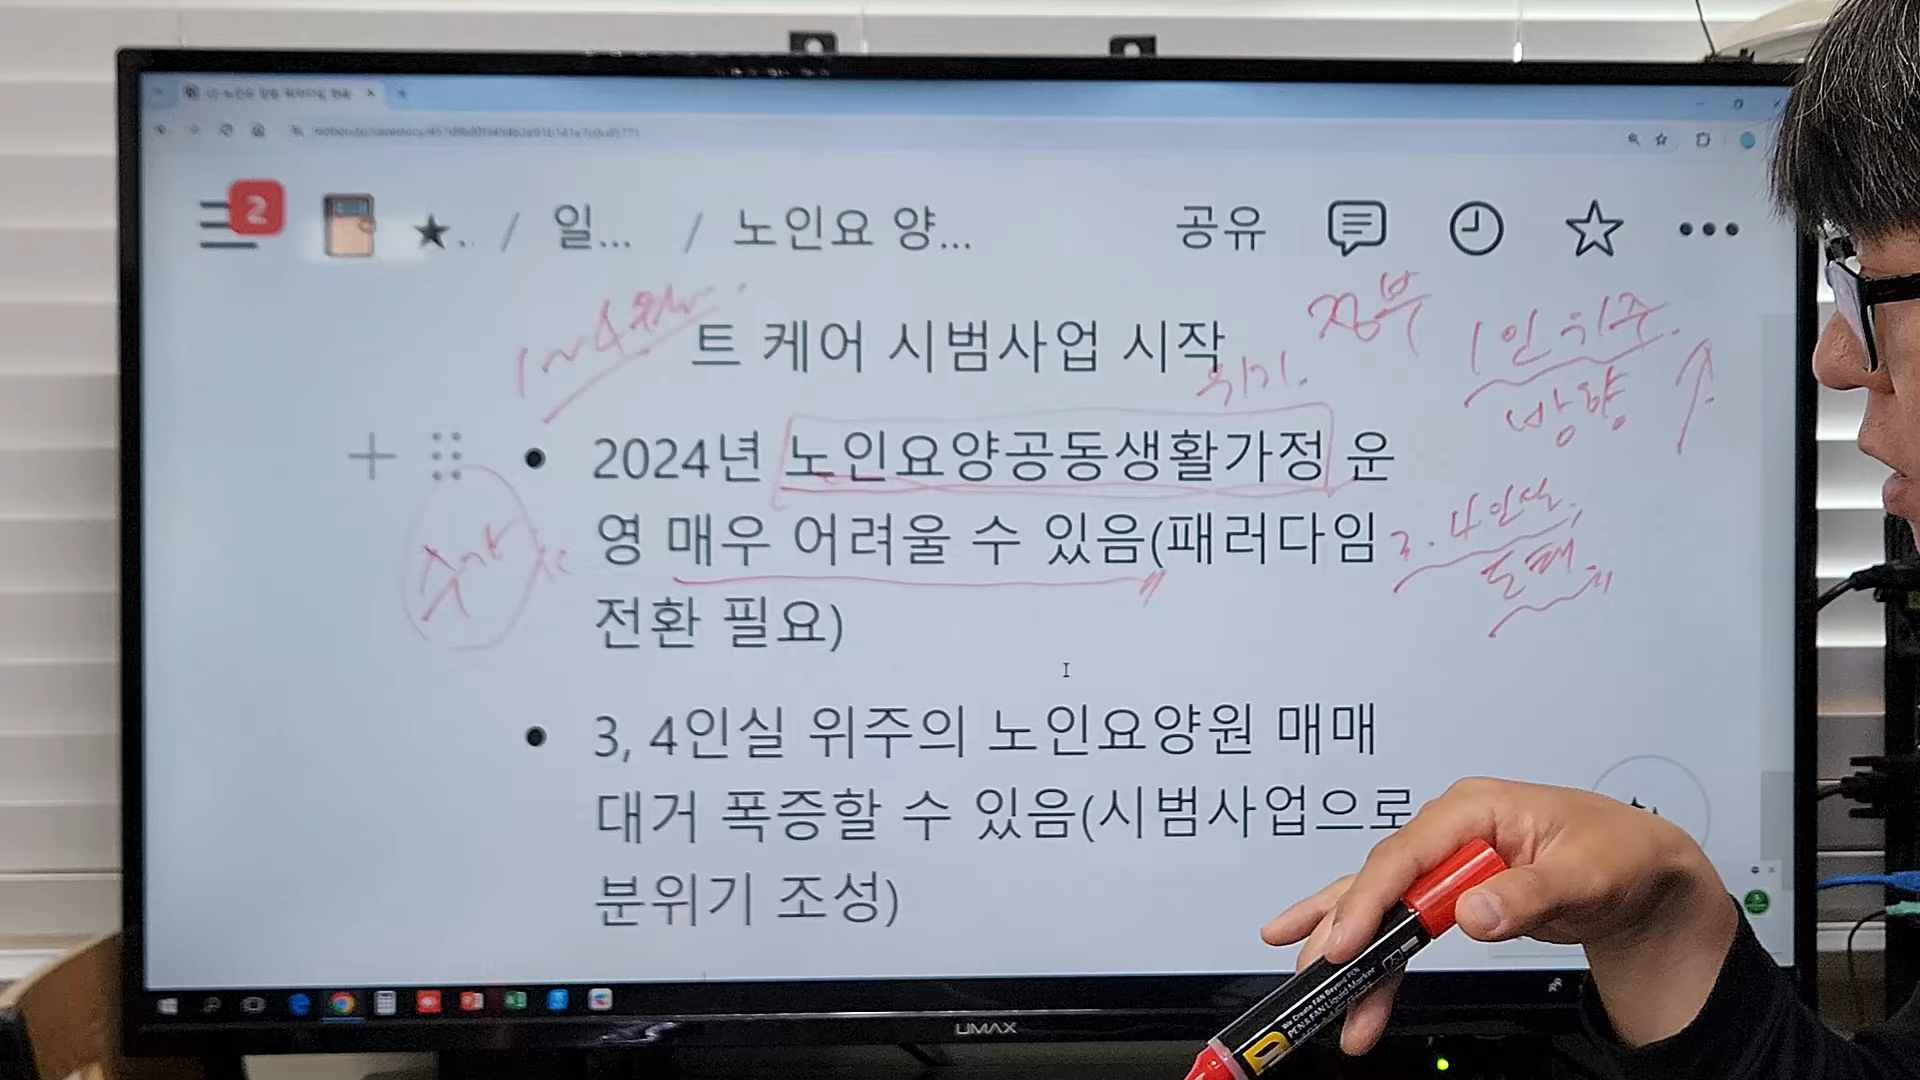 2
★.. / 일... / 노인요 양...
공유
트 케어 시범사업 시작
정부
1인 위주.
방향
위기.
• 2024년 노인요양공동생활가정 운
영 매우 어려울 수 있음(패러다임
전환 필요)
3. 4인실
도태
• 3, 4인실 위주의 노인요양원 매매
대거 폭증할 수 있음(시범사업으로
분위기 조성)
UMAX
PEN&FAN Liquid Marker